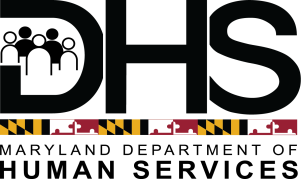 DHS
MARYLAND DEPARTMENT OF
HUMAN SERVICES